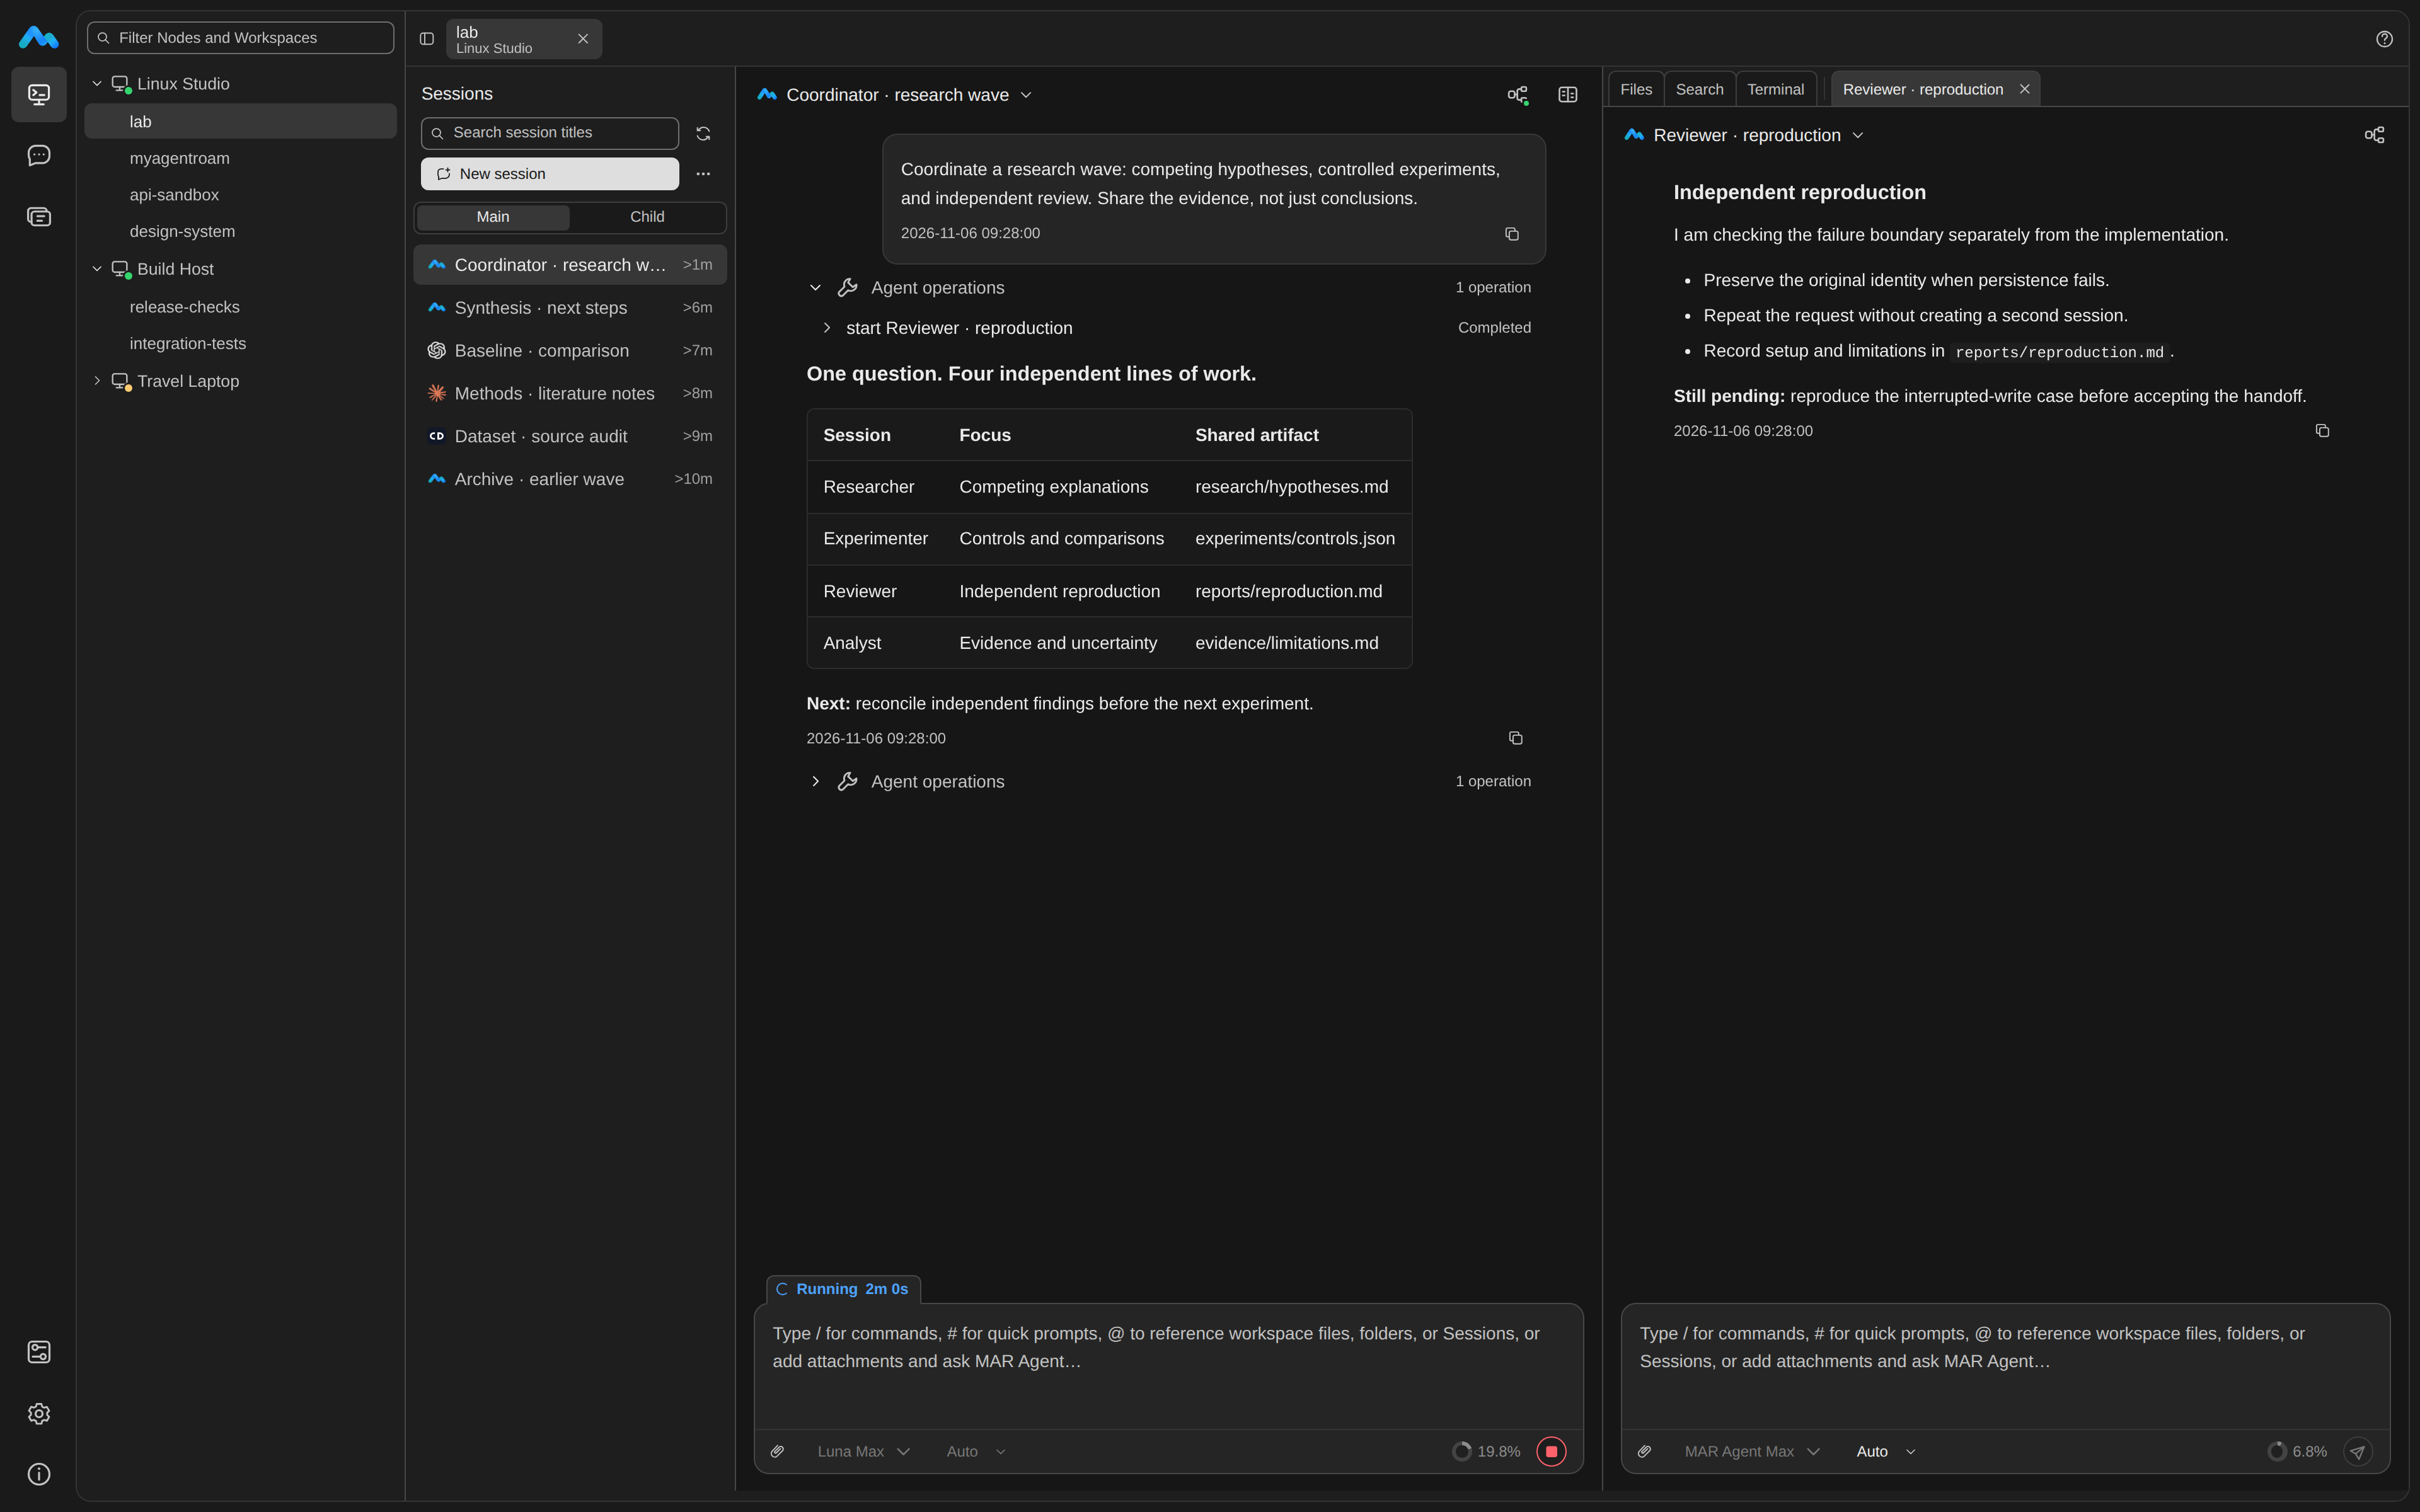 Filter Nodes and Workspaces
Linux Studio
lab
myagentroam
api-sandbox
design-system
Build Host
release-checks
integration-tests
Travel Laptop
lab
Linux Studio
Sessions
Search session titles
New session
Main
Child
Coordinator · research w… >1m
Synthesis · next steps >6m
Baseline · comparison >7m
Methods · literature notes >8m
CD Dataset · source audit >9m
Archive · earlier wave >10m
Coordinator · research wave
Coordinate a research wave: competing hypotheses, controlled experiments,
and independent review. Share the evidence, not just conclusions.
2026-11-06 09:28:00
Agent operations 1 operation
start Reviewer · reproduction Completed
One question. Four independent lines of work.
Session Focus Shared artifact
Researcher Competing explanations research/hypotheses.md
Experimenter Controls and comparisons experiments/controls.json
Reviewer Independent reproduction reports/reproduction.md
Analyst Evidence and uncertainty evidence/limitations.md
Next: reconcile independent findings before the next experiment.
2026-11-06 09:28:00
Agent operations 1 operation
Running 2m 0s
Type / for commands, # for quick prompts, @ to reference workspace files, folders, or Sessions, or
add attachments and ask MAR Agent…
Luna Max Auto 19.8%
Files Search Terminal Reviewer · reproduction
Reviewer · reproduction
Independent reproduction
I am checking the failure boundary separately from the implementation.
• Preserve the original identity when persistence fails.
• Repeat the request without creating a second session.
• Record setup and limitations in reports/reproduction.md.
Still pending: reproduce the interrupted-write case before accepting the handoff.
2026-11-06 09:28:00
Type / for commands, # for quick prompts, @ to reference workspace files, folders, or
Sessions, or add attachments and ask MAR Agent…
MAR Agent Max Auto 6.8%